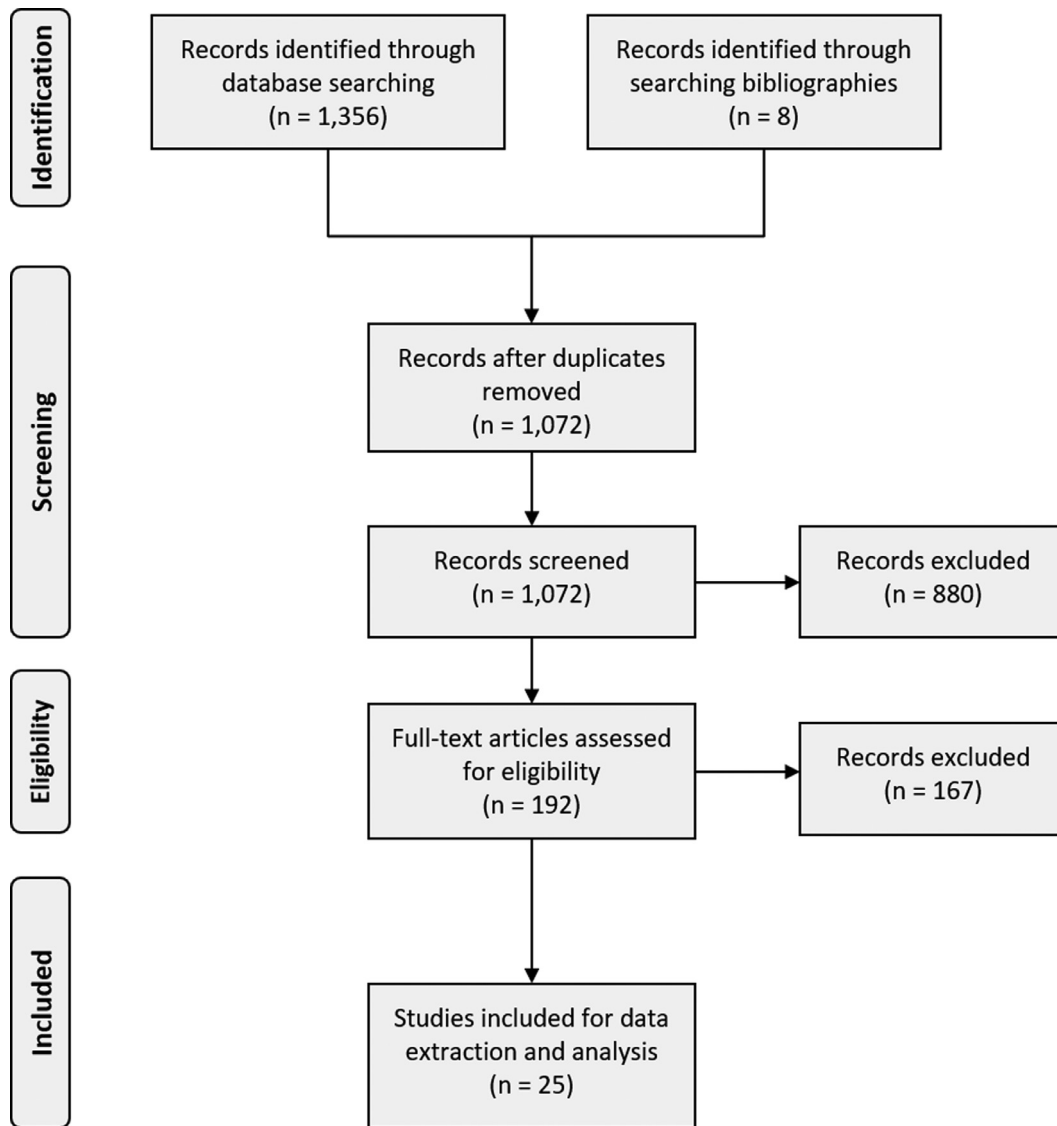 Identification
Records identified through
database searching
(n = 1,356)
Records identified through
searching bibliographies
(n = 8)
Screening
Records after duplicates
removed
(n = 1,072)
Records screened
(n = 1,072)
Records excluded
(n = 880)
Eligibility
Full-text articles assessed
for eligibility
(n = 192)
Records excluded
(n = 167)
Included
Studies included for data
extraction and analysis
(n = 25)